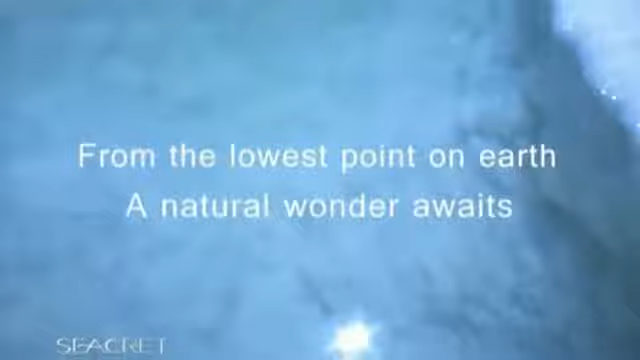 From the lowest point on earth
A natural wonder awaits
SEACRET